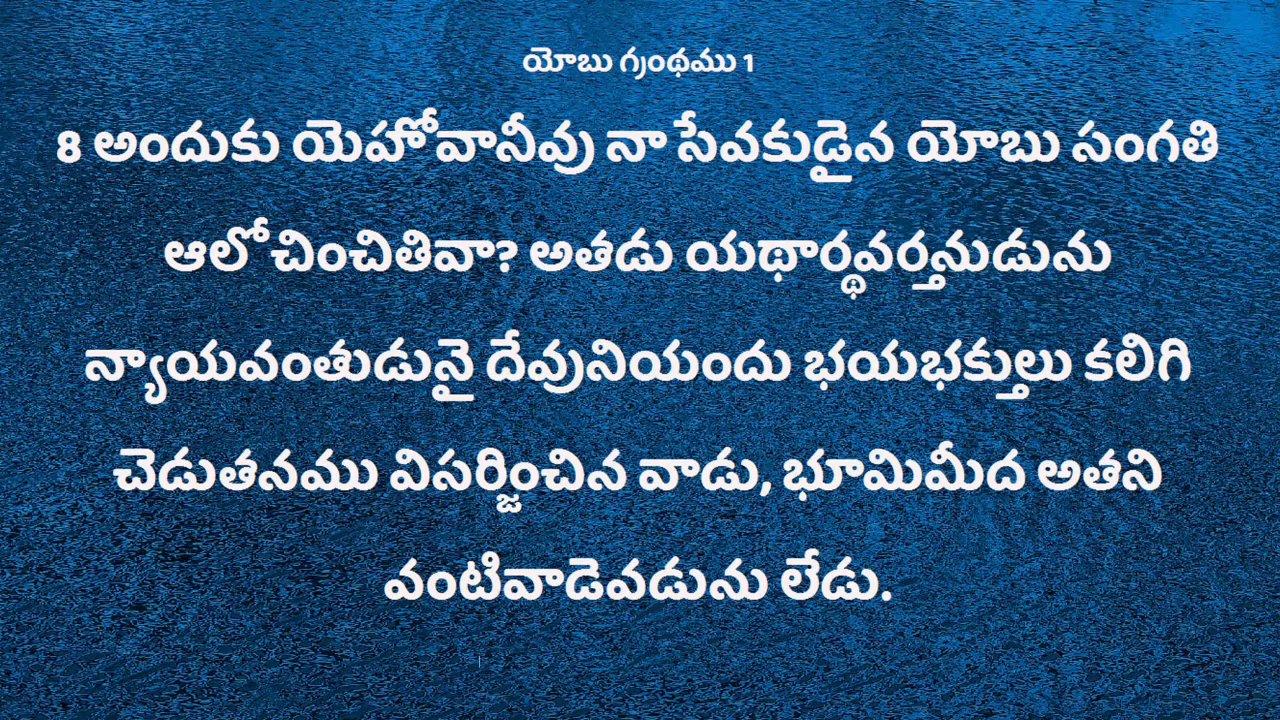 యోబు గ్రంథము 1
8 అందుకు యెహోవానీవు నా సేవకుడైన యోబు సంగతి
ఆలోచించితివా? అతడు యథార్థవర్తనుడును
న్యాయవంతుడునై దేవునియందు భయభక్తులు కలిగి
చెడుతనము విసర్జించిన వాడు, భూమిమీద అతని
వంటివాడెవడును లేడు.